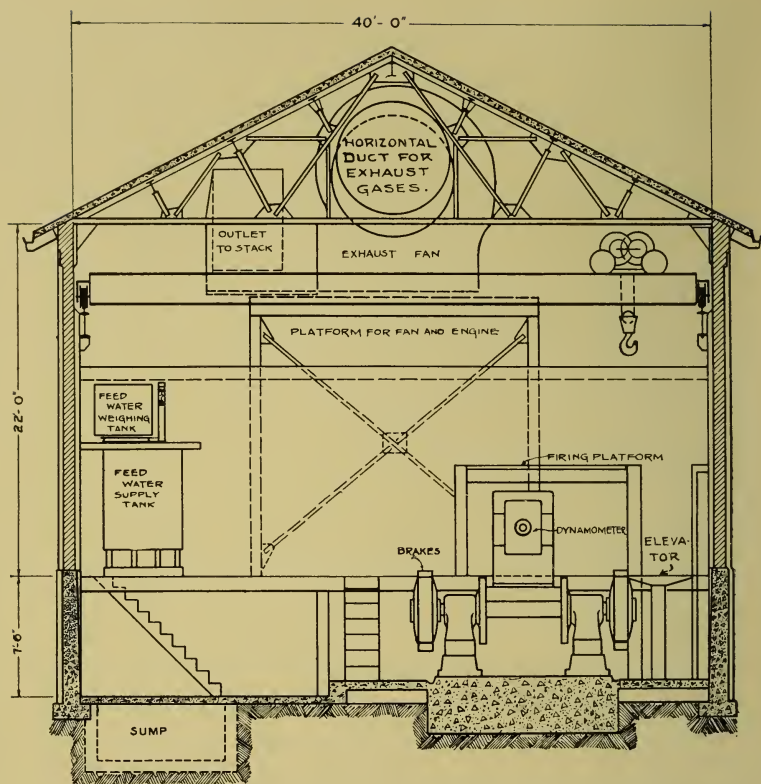 40'-0"
HORIZONTAL
DUCT FOR
EXHAUST
GASES.
OUTLET
TO STACK
EXHAUST FAN
PLATFORM FOR FAN AND ENGINE
22'-0"
FEED
WATER
WEIGHING
TANK
FEED
WATER
SUPPLY
TANK
FIRING PLATFORM
DYNAMOMETER
BRAKES
ELEVA-
TOR
7'-6"
SUMP